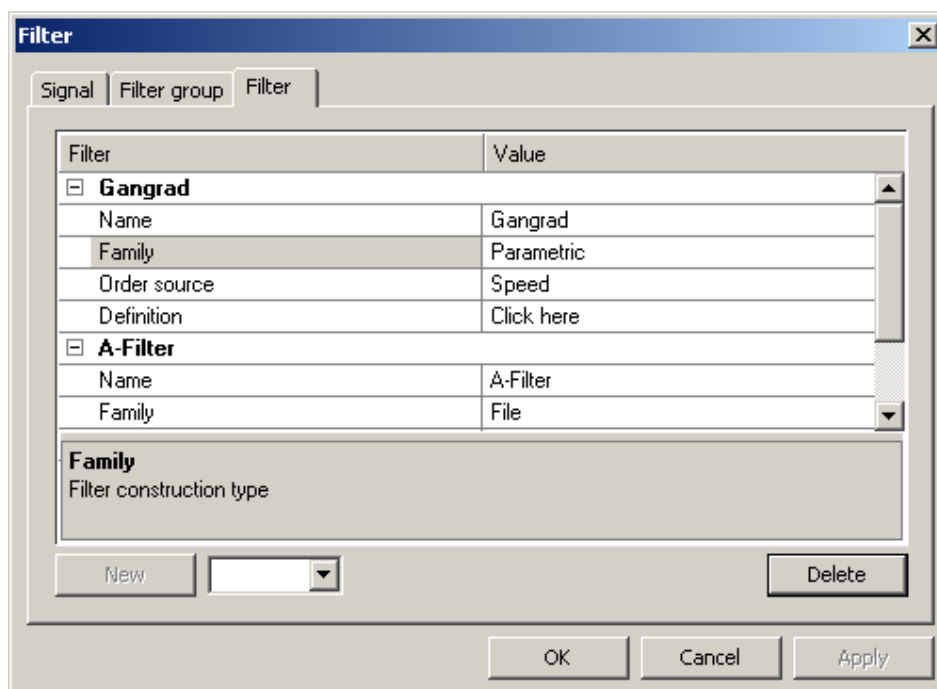 Filter
Signal Filter group Filter
Filter Value
Gangrad
Name Gangrad
Family Parametric
Order source Speed
Definition Click here
A-Filter
Name A-Filter
Family File
Family
Filter construction type
New Delete
OK Cancel Apply